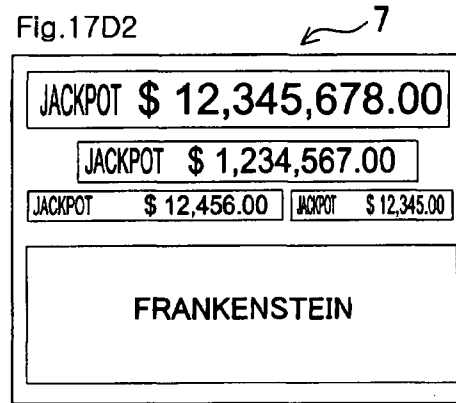 Fig.17D2
7
JACKPOT $ 12,345,678.00
JACKPOT $ 1,234,567.00
JACKPOT $ 12,456.00 JACKPOT $ 12,345.00
FRANKENSTEIN